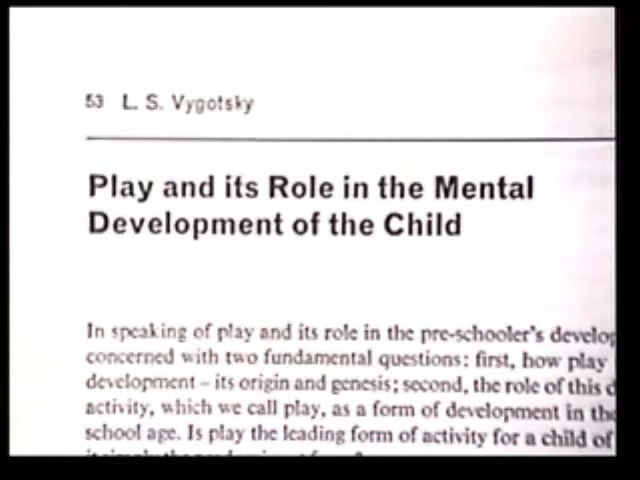 53 L. S. Vygotsky
Play and its Role in the Mental
Development of the Child
In speaking of play and its role in the pre-schooler's develop
concerned with two fundamental questions: first, how play
development – its origin and genesis; second, the role of this d
activity, which we call play, as a form of development in the
school age. Is play the leading form of activity for a child of